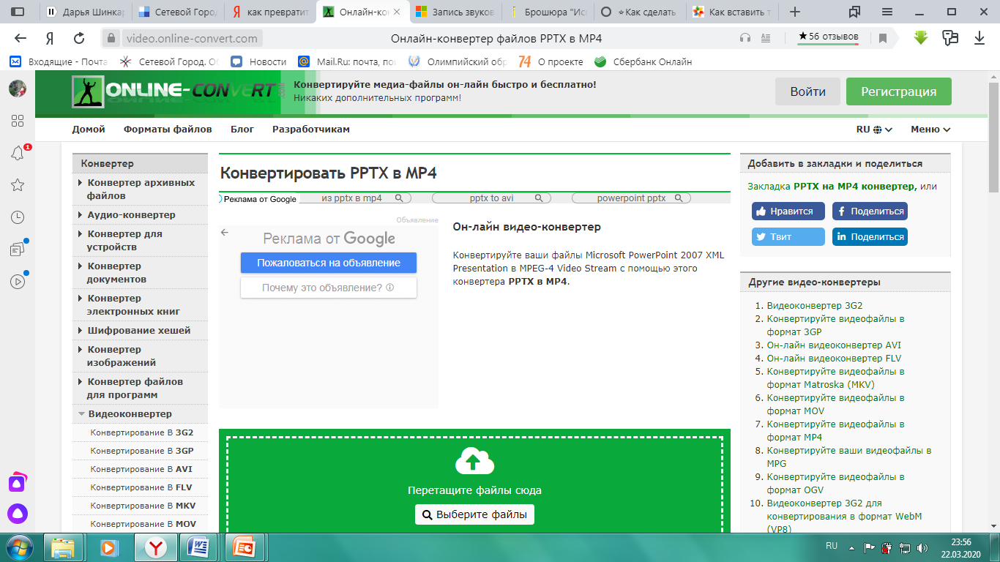 Дарья Шинкар
Сетевой Город
как превратит
Онлайн-кон
Запись звуков
Брошюра "Ис
⭐Как сделать
Как вставить т
video.online-convert.com
Онлайн-конвертер файлов PPTX в MP4
★56 отзывов
Входящие - Почта
Сетевой Город. О
Новости
Mail.Ru: почта, пои
Олимпийский обр
74 О проекте
Сбербанк Онлайн
ONLINE-CONVERT
Конвертируйте медиа-файлы он-лайн быстро и бесплатно!
Никаких дополнительных программ!
Войти
Регистрация
Домой
Форматы файлов
Блог
Разработчикам
RU
Меню
Конвертер
Конвертер архивных
файлов
Аудио-конвертер
Конвертер для
устройств
Конвертер
документов
Конвертер
электронных книг
Шифрование хешей
Конвертер
изображений
Конвертер файлов
для программ
Видеоконвертер
Конвертирование В 3G2
Конвертирование В 3GP
Конвертирование В AVI
Конвертирование В FLV
Конвертирование В MKV
Конвертирование В MOV
Конвертировать PPTX в MP4
Реклама от Google
из pptx в mp4
pptx to avi
powerpoint pptx
Объявление
Реклама от Google
Пожаловаться на объявление
Почему это объявление?
Он-лайн видео-конвертер
Конвертируйте ваши файлы Microsoft PowerPoint 2007 XML
Presentation в MPEG-4 Video Stream с помощью этого
конвертера PPTX в MP4.
Перетащите файлы сюда
Выберите файлы
Добавить в закладки и поделиться
Закладка PPTX на MP4 конвертер, или
Нравится
Поделиться
Твит
Поделиться
Другие видео-конвертеры
1. Видеоконвертер 3G2
2. Конвертируйте видеофайлы в
формат 3GP
3. Он-лайн видеоконвертер AVI
4. Он-лайн видеоконвертер FLV
5. Конвертируйте видеофайлы в
формат Matroska (MKV)
6. Конвертируйте видеофайлы в
формат MOV
7. Конвертируйте видеофайлы в
формат MP4
8. Конвертируйте ваши видеофайлы в
MPG
9. Конвертируйте видеофайлы в
формат OGV
10. Видеоконвертер 3G2 для
конвертирования в формат WebM
(VP8)
1
RU
23:56
22.03.2020